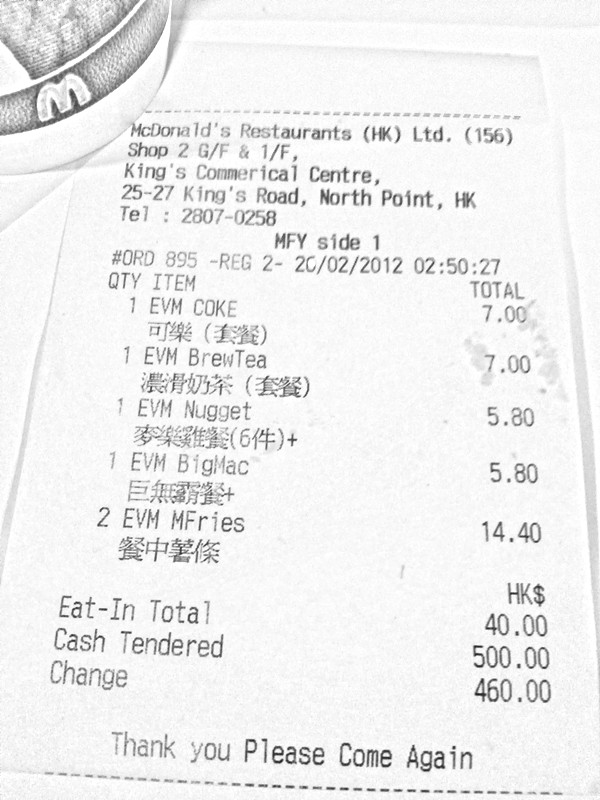 M
McDonald's Restaurants (HK) Ltd. (156)
Shop 2 G/F & 1/F,
King's Commerical Centre,
25-27 King's Road, North Point, HK
Tel : 2807-0258
MFY side 1
#ORD 895 -REG 2- 20/02/2012 02:50:27
QTY ITEM TOTAL
1 EVM COKE 7.00
可樂 (套餐)
1 EVM BrewTea 7.00
濃滑奶茶 (套餐)
1 EVM Nugget 5.80
麥樂雞餐(6件)+
1 EVM BigMac 5.80
巨無霸餐+
2 EVM MFries 14.40
餐中薯條
HK$
Eat-In Total 40.00
Cash Tendered 500.00
Change 460.00
Thank you Please Come Again